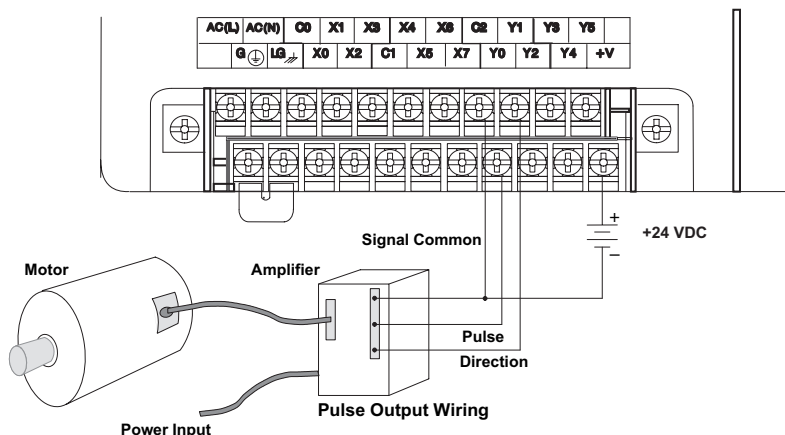 AC(L) AC(N) C0 X1 X3 X4 X6 C2 Y1 Y3 Y5
G LG X0 X2 C1 X5 X7 Y0 Y2 Y4 +V
+
Signal Common
+24 VDC
–
Motor
Amplifier
Pulse
Direction
Pulse Output Wiring
Power Input